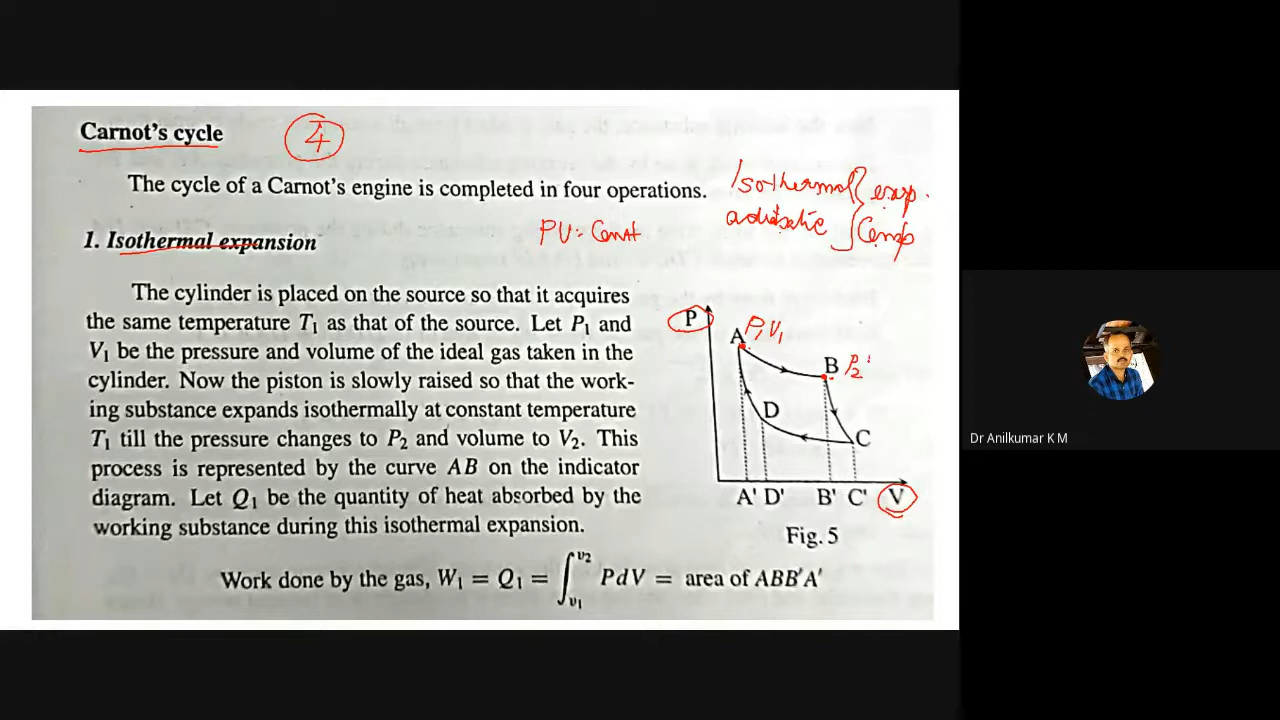 Carnot's cycle
4
The cycle of a Carnot's engine is completed in four operations.
Isothermal exp.
adiabatic Comp
PV = Const
1. Isothermal expansion
The cylinder is placed on the source so that it acquires
the same temperature T₁ as that of the source. Let P₁ and
V₁ be the pressure and volume of the ideal gas taken in the
cylinder. Now the piston is slowly raised so that the work-
ing substance expands isothermally at constant temperature
T₁ till the pressure changes to P₂ and volume to V₂. This
process is represented by the curve AB on the indicator
diagram. Let Q₁ be the quantity of heat absorbed by the
working substance during this isothermal expansion.
P
A P₁V₁
B P₂
D
C
A' D' B' C' V
Fig. 5
Work done by the gas, W₁ = Q₁ = ∫_{v₁}^{v₂} PdV = area of ABB'A'
Dr Anilkumar K M